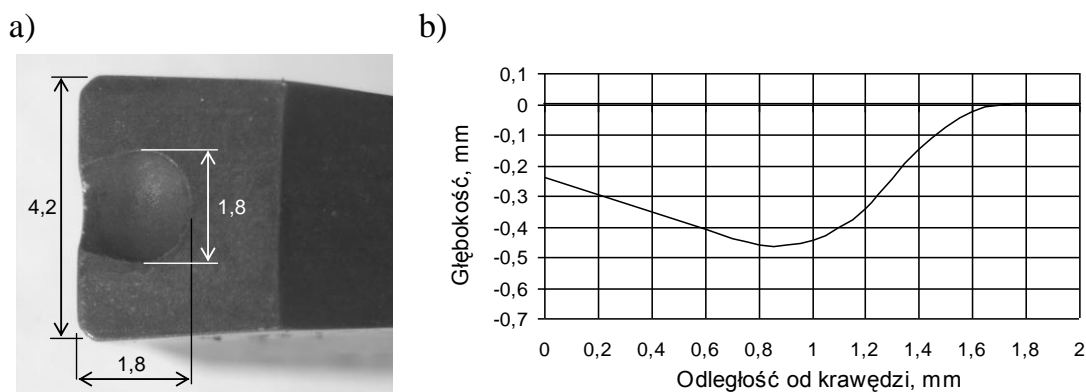 a)
4,2
1,8
1,8
b)
0,1
0
-0,1
-0,2
-0,3
-0,4
-0,5
-0,6
-0,7
Głębokość, mm
0 0,2 0,4 0,6 0,8 1 1,2 1,4 1,6 1,8 2
Odległość od krawędzi, mm